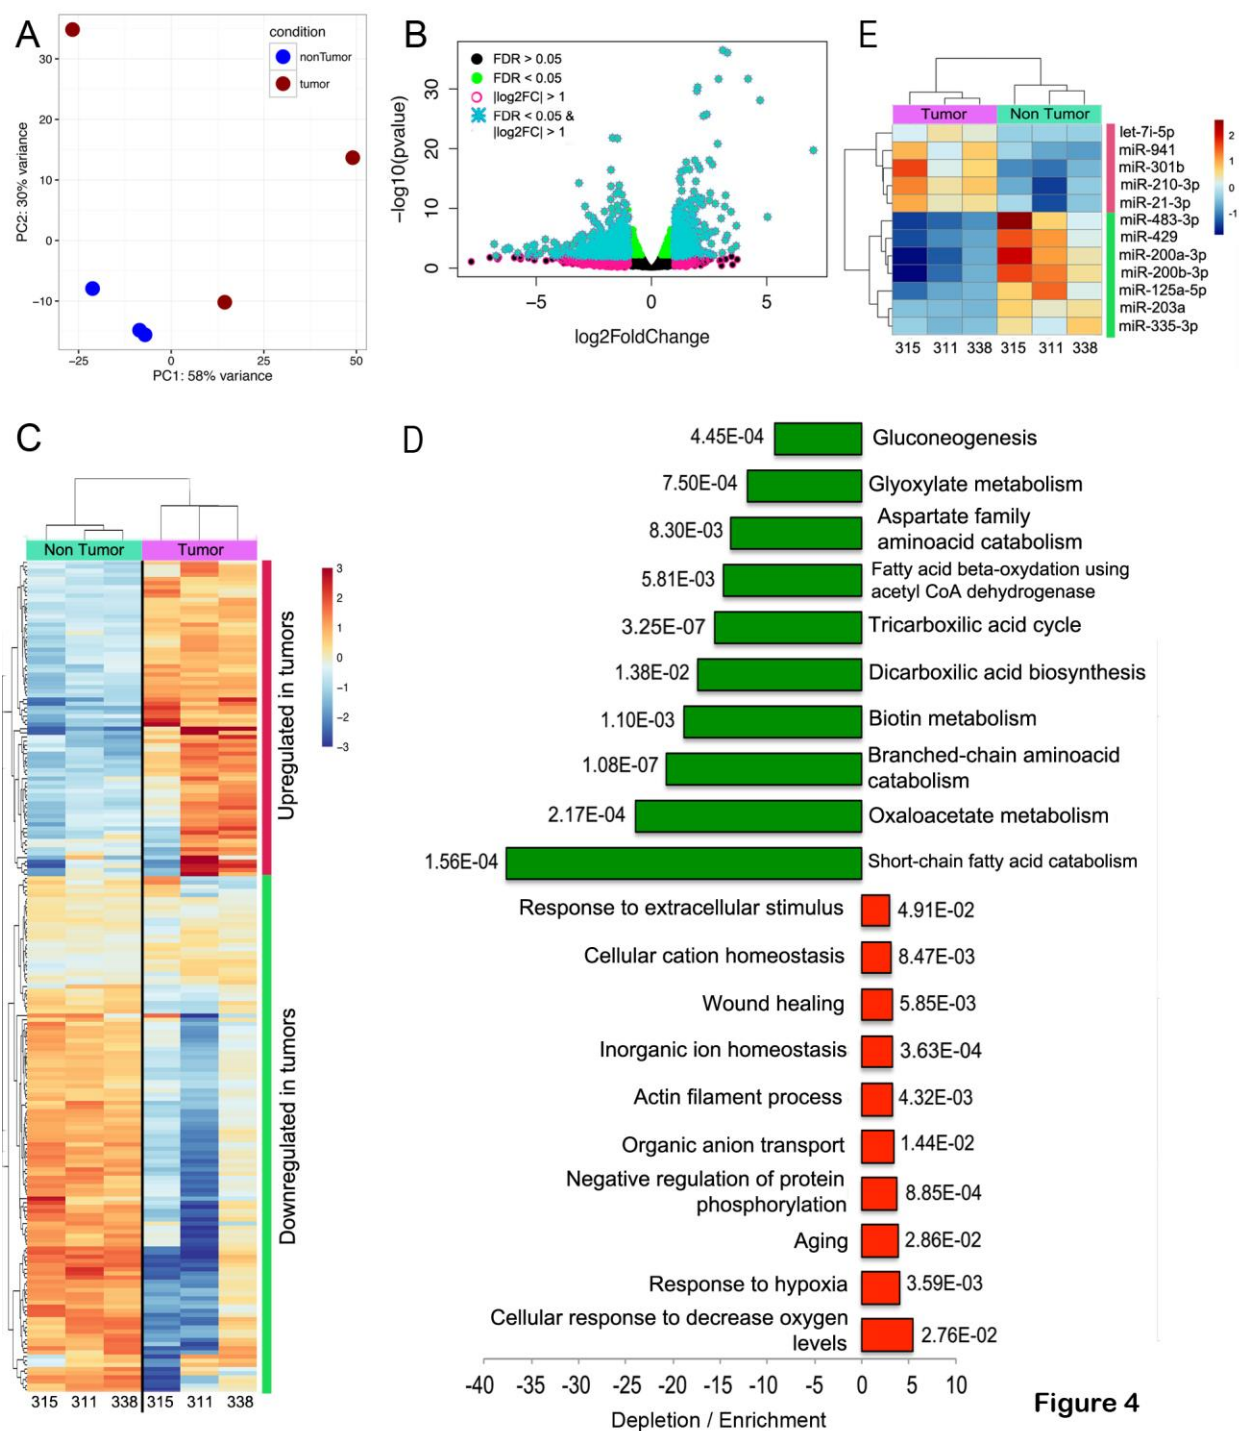 A
condition
nonTumor
tumor
30
20
10
0
−10
PC2: 30% variance
−25
0
25
50
PC1: 58% variance
B
FDR > 0.05
FDR < 0.05
|log2FC| > 1
FDR < 0.05 &
|log2FC| > 1
−log10(pvalue)
30
20
10
0
−5
0
5
log2FoldChange
E
Tumor
Non Tumor
let-7i-5p
miR-941
miR-301b
miR-210-3p
miR-21-3p
miR-483-3p
miR-429
miR-200a-3p
miR-200b-3p
miR-125a-5p
miR-203a
miR-335-3p
2
1
0
-1
315 311 338 315 311 338
C
Non Tumor
Tumor
3
2
1
0
−1
−2
−3
Upregulated in tumors
Downregulated in tumors
315 311 338 315 311 338
D
4.45E-04 Gluconeogenesis
7.50E-04 Glyoxylate metabolism
8.30E-03 Aspartate family
aminoacid catabolism
5.81E-03 Fatty acid beta-oxydation using
acetyl CoA dehydrogenase
3.25E-07 Tricarboxilic acid cycle
1.38E-02 Dicarboxilic acid biosynthesis
1.10E-03 Biotin metabolism
1.08E-07 Branched-chain aminoacid
catabolism
2.17E-04 Oxaloacetate metabolism
1.56E-04 Short-chain fatty acid catabolism
Response to extracellular stimulus 4.91E-02
Cellular cation homeostasis 8.47E-03
Wound healing 5.85E-03
Inorganic ion homeostasis 3.63E-04
Actin filament process 4.32E-03
Organic anion transport 1.44E-02
Negative regulation of protein
phosphorylation 8.85E-04
Aging 2.86E-02
Response to hypoxia 3.59E-03
Cellular response to decrease oxygen
levels 2.76E-02
-40 -35 -30 -25 -20 -15 -10 -5 0 5 10
Depletion / Enrichment
Figure 4